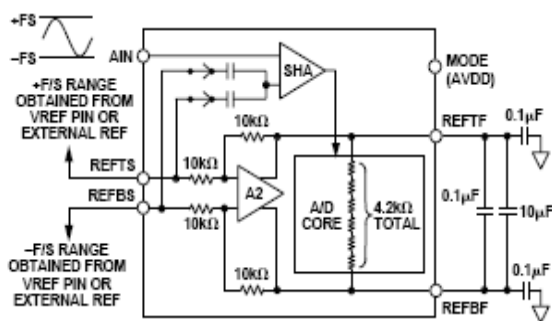 +FS
–FS
AIN
SHA
MODE
(AVDD)
+F/S RANGE
OBTAINED FROM
VREF PIN OR
EXTERNAL REF
10kΩ
REFTF
0.1µF
REFTS
10kΩ
REFBS
10kΩ
A2
A/D
CORE
4.2kΩ
TOTAL
0.1µF
10µF
–F/S RANGE
OBTAINED FROM
VREF PIN OR
EXTERNAL REF
10kΩ
0.1µF
REFBF